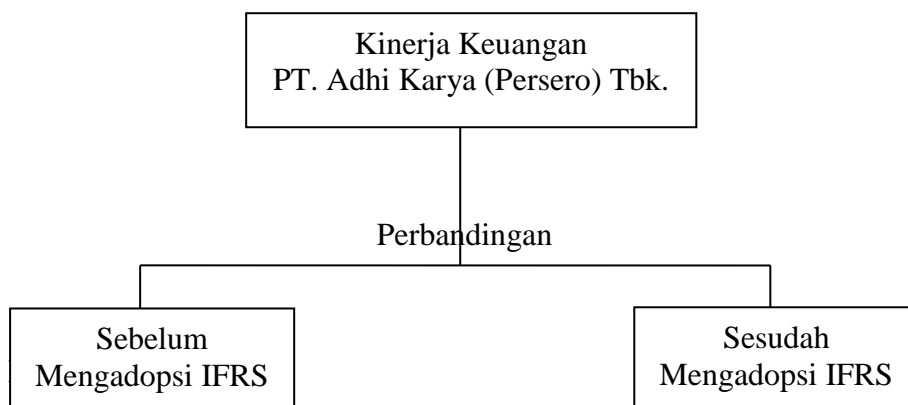 Kinerja Keuangan
PT. Adhi Karya (Persero) Tbk.
Perbandingan
Sebelum
Mengadopsi IFRS
Sesudah
Mengadopsi IFRS